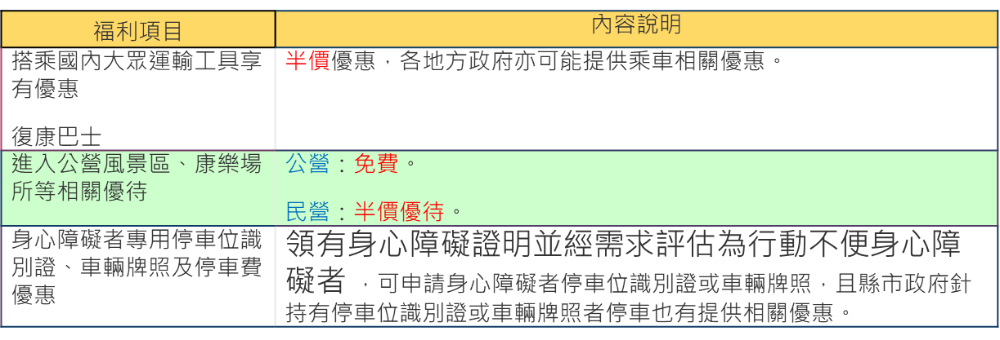 福利項目
內容說明
搭乘國內大眾運輸工具享
有優惠
復康巴士
半價優惠，各地方政府亦可能提供乘車相關優惠。
進入公營風景區、康樂場
所等相關優待
公營：免費。
民營：半價優待。
身心障礙者專用停車位識
別證、車輛牌照及停車費
優惠
領有身心障礙證明並經需求評估為行動不便身心障
礙者，可申請身心障礙者停車位識別證或車輛牌照，且縣市政府針
持有停車位識別證或車輛牌照者停車也有提供相關優惠。